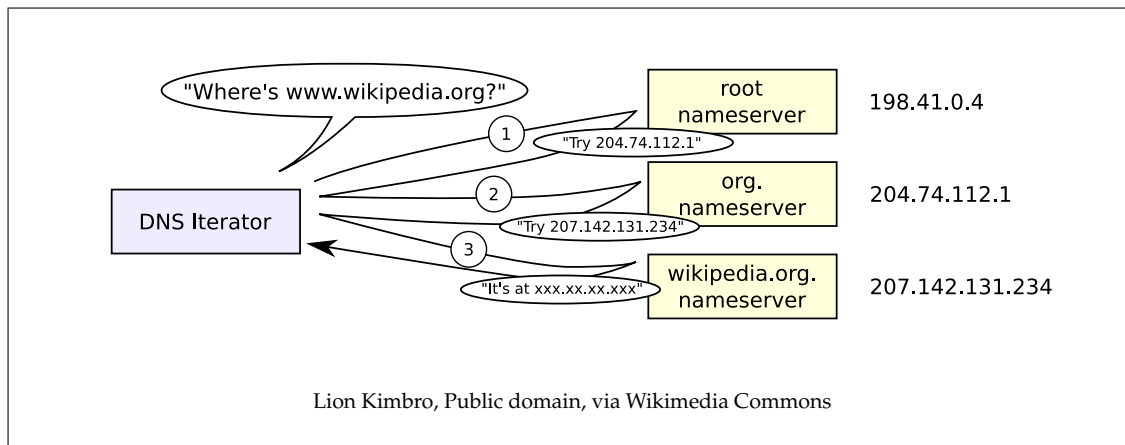 "Where's www.wikipedia.org?"
DNS Iterator
1
root
nameserver
198.41.0.4
"Try 204.74.112.1"
2
org.
nameserver
204.74.112.1
"Try 207.142.131.234"
3
wikipedia.org.
nameserver
207.142.131.234
"It's at xxx.xx.xx.xxx"
Lion Kimbro, Public domain, via Wikimedia Commons